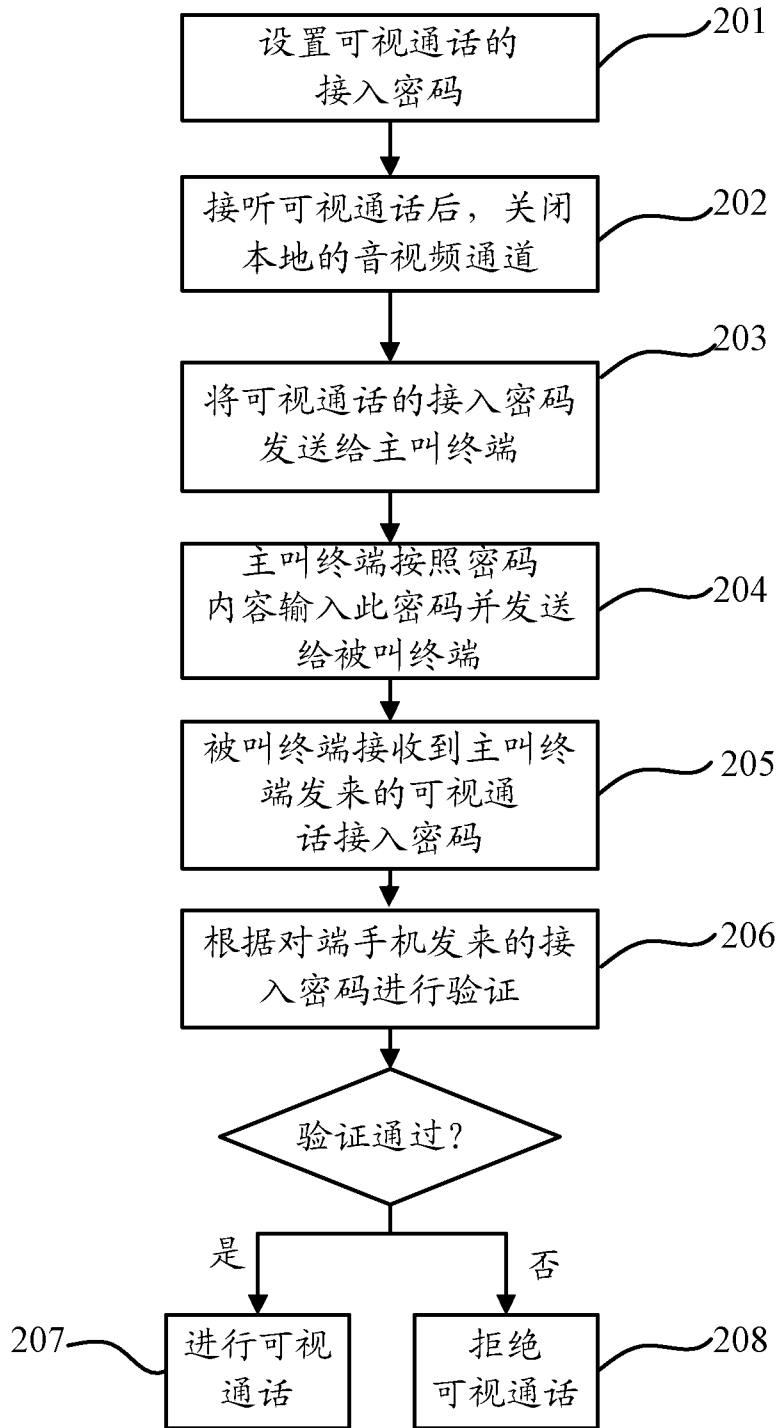 设置可视通话的
接入密码
201
接听可视通话后，关闭
本地的音视频通道
202
将可视通话的接入密码
发送给主叫终端
203
主叫终端按照密码
内容输入此密码并发送
给被叫终端
204
被叫终端接收到主叫终
端发来的可视通
话接入密码
205
根据对端手机发来的接
入密码进行验证
206
验证通过？
是
否
207
进行可视
通话
拒绝
可视通话
208